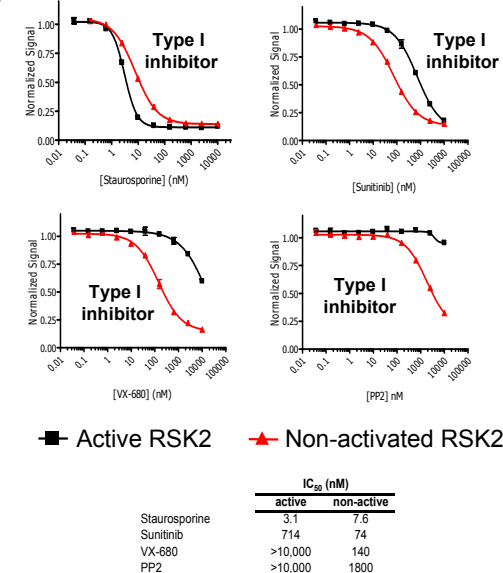 Normalized Signal
1.00
0.75
0.50
0.25
0.00
Type I
inhibitor
0.01
0.1
1
10
100
1000
10000
[Staurosporine] (nM)
Normalized Signal
1.00
0.75
0.50
0.25
0.00
Type I
inhibitor
0.01
0.1
1
10
100
1000
10000
100000
[Sunitinib] (nM)
Normalized Signal
1.00
0.75
0.50
0.25
0.00
Type I
inhibitor
0.01
0.1
1
10
100
1000
10000
100000
[VX-680] (nM)
Normalized Signal
1.00
0.75
0.50
0.25
0.00
Type I
inhibitor
0.01
0.1
1
10
100
1000
10000
100000
[PP2] nM
Active RSK2 Non-activated RSK2
IC50 (nM)
active non-active
Staurosporine 3.1 7.6
Sunitinib 714 74
VX-680 >10,000 140
PP2 >10,000 1800